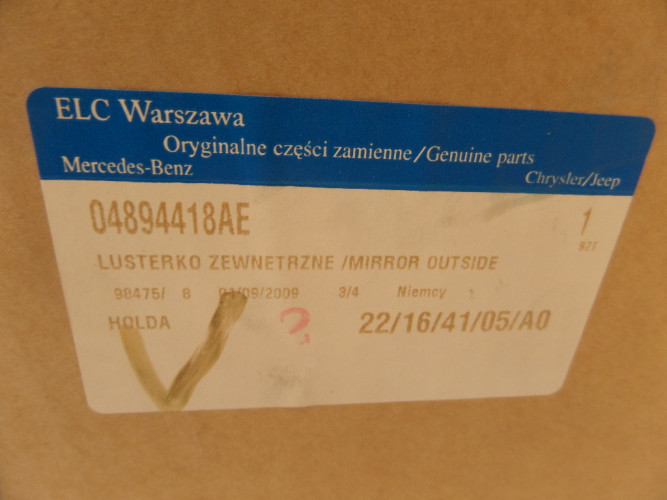 ELC Warszawa
Oryginalne części zamienne/Genuine parts
Mercedes-Benz
Chrysler/Jeep
04894418AE 1
SZT
LUSTERKO ZEWNETRZNE /MIRROR OUTSIDE
98475/ 8 01/09/2009 3/4 Niemcy
HOLDA 22/16/41/05/A0
?